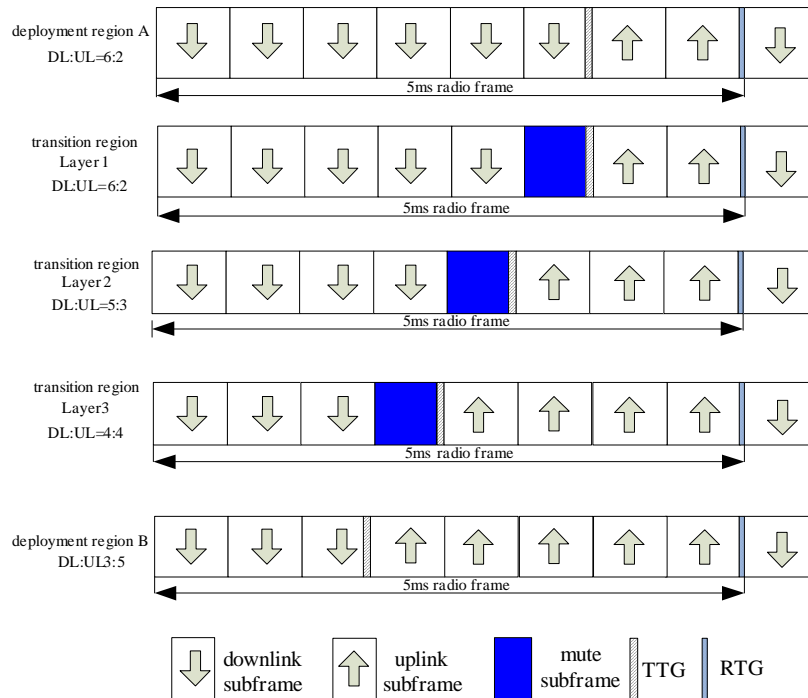 deployment region A
DL:UL=6:2
5ms radio frame
transition region
Layer 1
DL:UL=6:2
5ms radio frame
transition region
Layer 2
DL:UL=5:3
5ms radio frame
transition region
Layer3
DL:UL=4:4
5ms radio frame
deployment region B
DL:UL3:5
5ms radio frame
downlink
subframe
uplink
subframe
mute
subframe
TTG
RTG